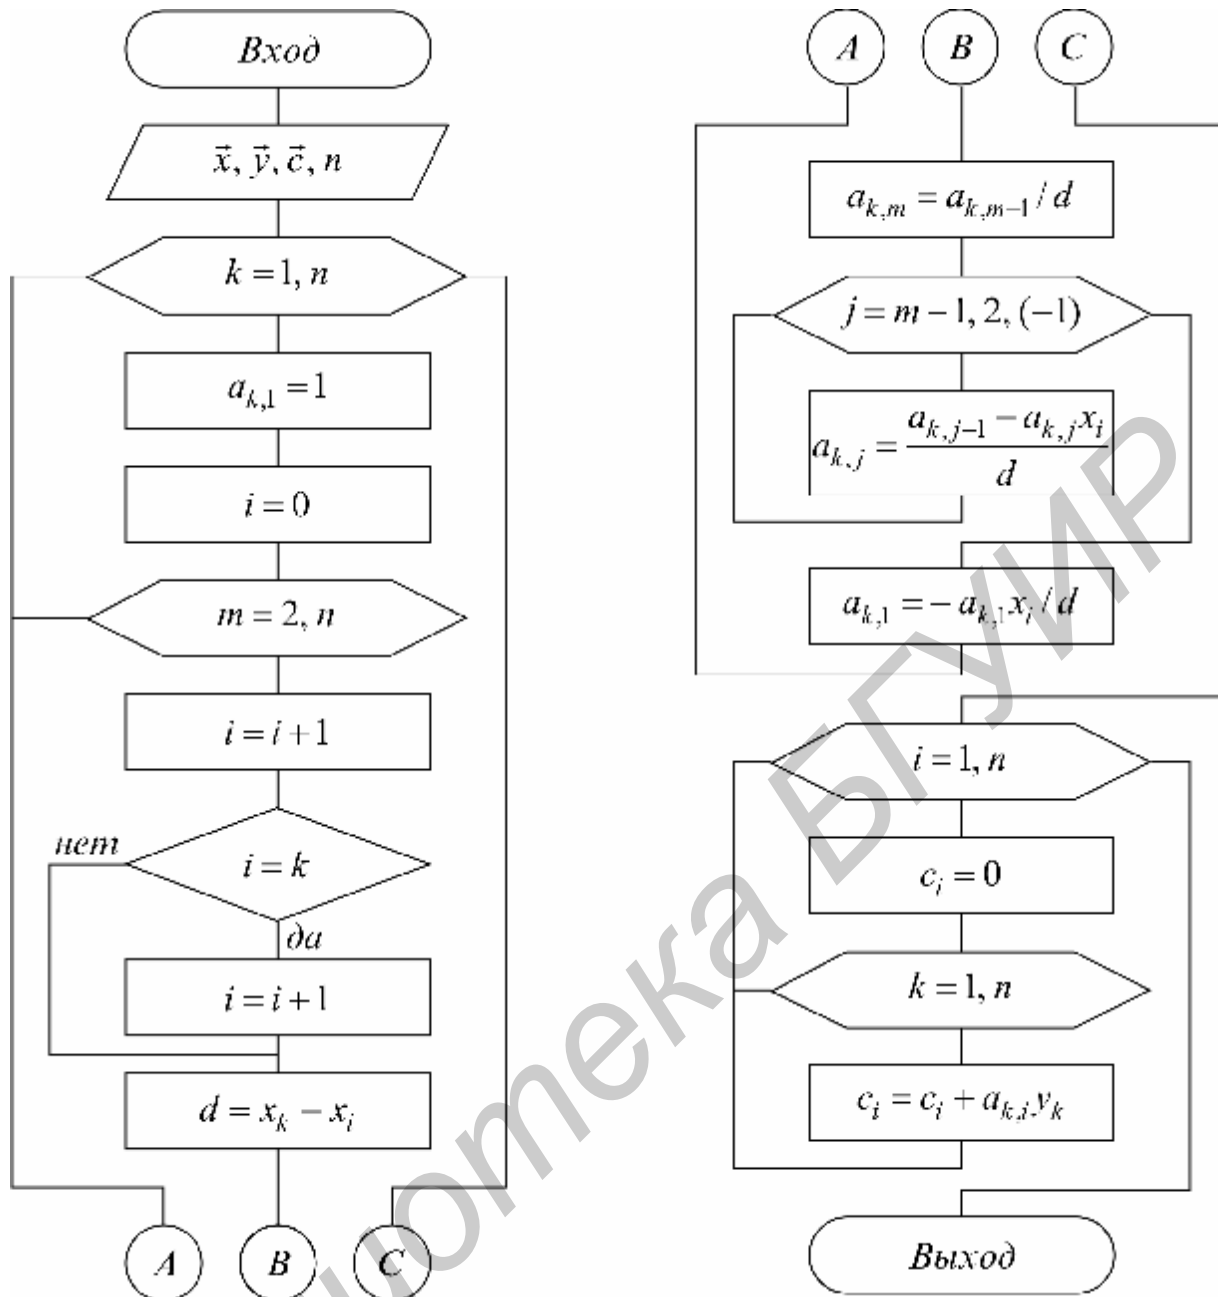 Вход
x⃗, y⃗, c⃗, n
k = 1, n
a_{k,1} = 1
i = 0
m = 2, n
i = i + 1
нет
i = k
да
i = i + 1
d = x_k − x_i
A B C
A B C
a_{k,m} = a_{k,m−1} / d
j = m − 1, 2, (−1)
a_{k,j} = (a_{k,j−1} − a_{k,j} x_i) / d
a_{k,1} = − a_{k,1} x_i / d
i = 1, n
c_i = 0
k = 1, n
c_i = c_i + a_{k,i} y_k
Выход
иотека БГУИР